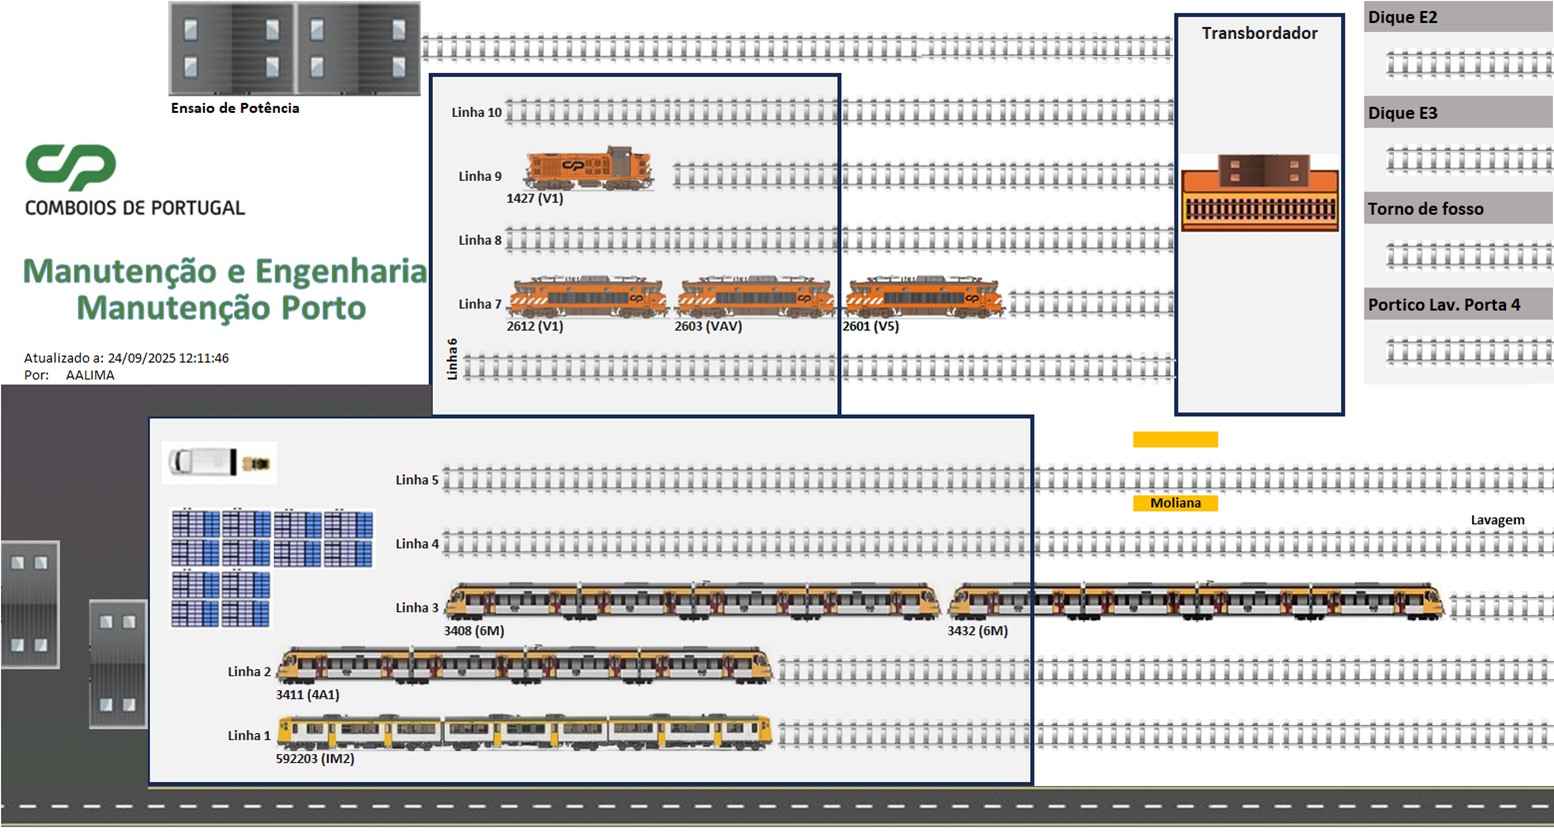 Ensaio de Potência
CP
COMBOIOS DE PORTUGAL
Manutenção e Engenharia
Manutenção Porto
Atualizado a: 24/09/2025 12:11:46
Por: AALIMA
Linha 10
Linha 9
1427 (V1)
Linha 8
Linha 7
2612 (V1) 2603 (VAV) 2601 (V5)
Linha 6
Transbordador
Dique E2
Dique E3
Torno de fosso
Portico Lav. Porta 4
Linha 5
Moliana
Lavagem
Linha 4
Linha 3
3408 (6M) 3432 (6M)
Linha 2
3411 (4A1)
Linha 1
592203 (IM2)